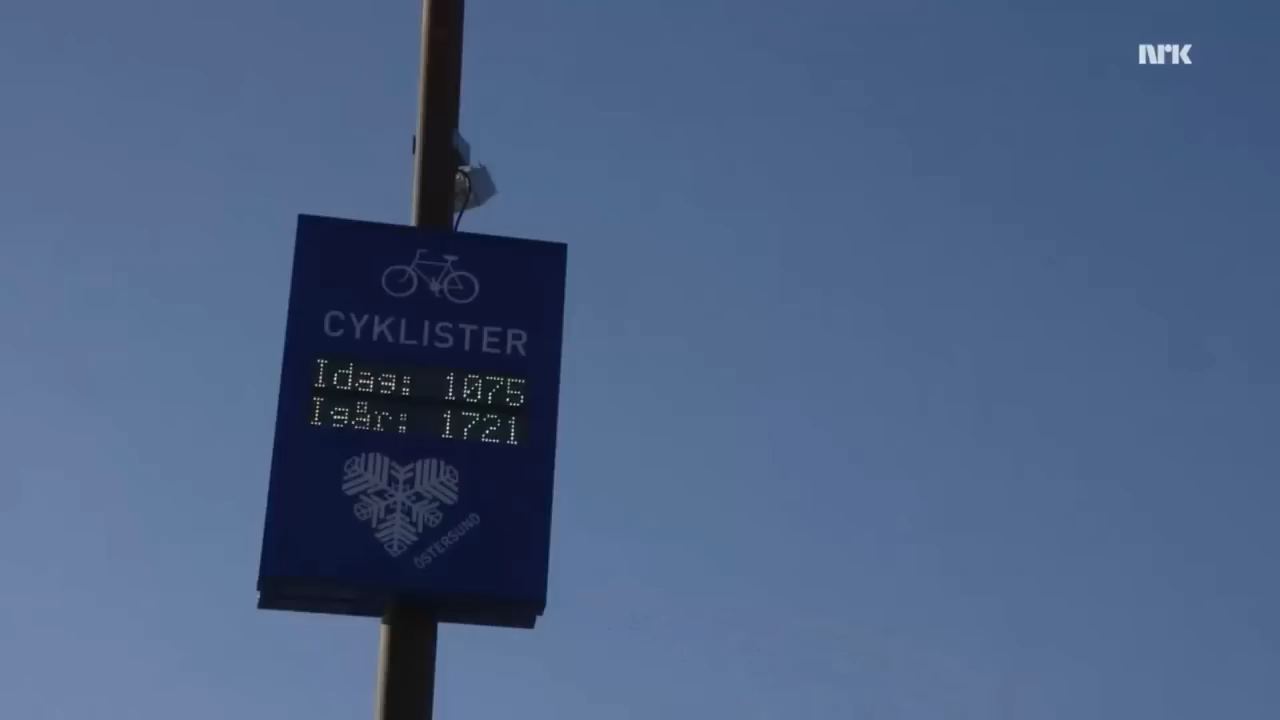 NRK
CYKLISTER
Idag: 1075
Igår: 1721
ÖSTERSUND